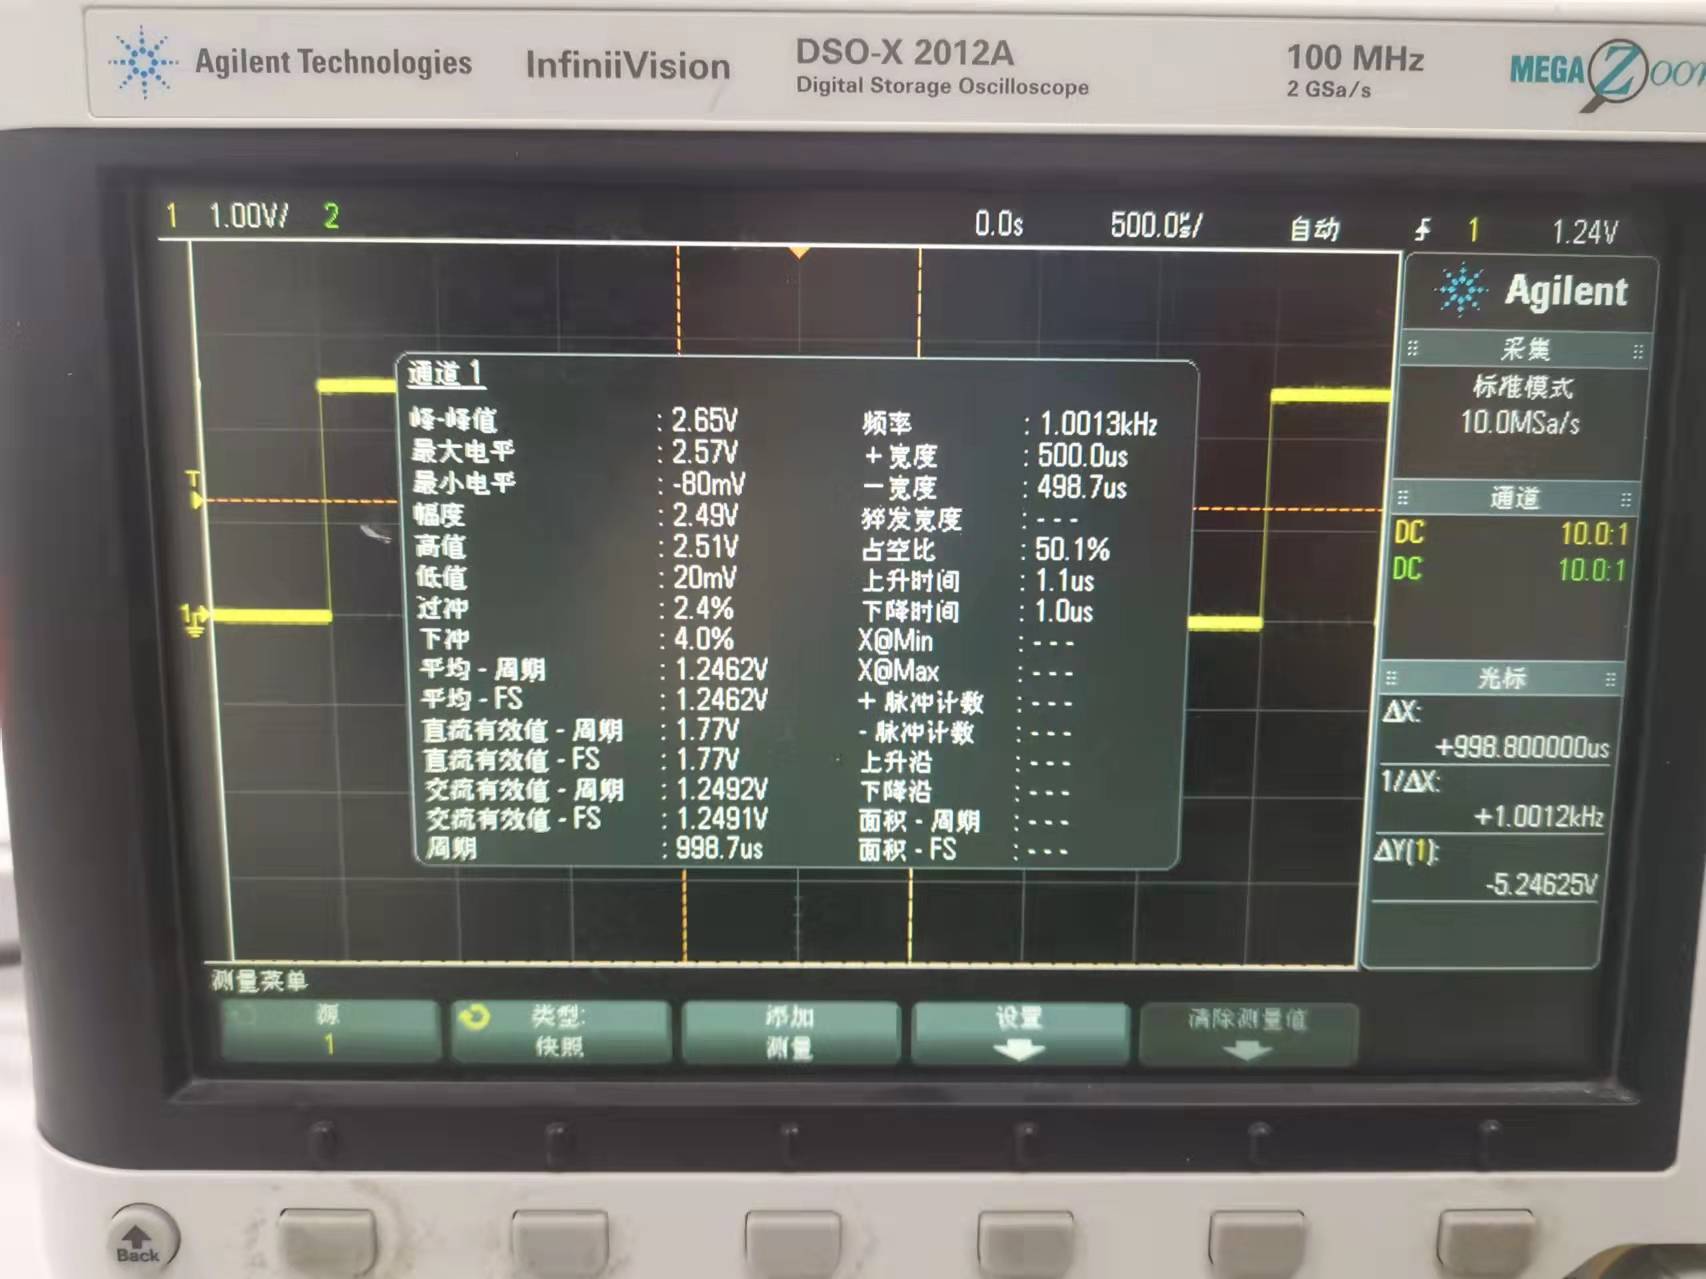 Agilent Technologies InfiniiVision DSO-X 2012A 100 MHz MEGA Zoom
Digital Storage Oscilloscope 2 GSa/s
1 1.00V/ 2 0.0s 500.0us/ 自动 1 1.24V
Agilent
采集
标准模式
10.0MSa/s
通道
DC 10.0:1
DC 10.0:1
光标
ΔX:
+998.800000us
1/ΔX:
+1.0012kHz
ΔY(1):
-5.24625V
T
1
通道 1
峰-峰值 : 2.65V 频率 : 1.0013kHz
最大电平 : 2.57V + 宽度 : 500.0us
最小电平 : -80mV - 宽度 : 498.7us
幅度 : 2.49V 猝发宽度 : ---
高值 : 2.51V 占空比 : 50.1%
低值 : 20mV 上升时间 : 1.1us
过冲 : 2.4% 下降时间 : 1.0us
下冲 : 4.0% X@Min : ---
平均 - 周期 : 1.2462V X@Max : ---
平均 - FS : 1.2462V + 脉冲计数 : ---
直流有效值 - 周期 : 1.77V - 脉冲计数 : ---
直流有效值 - FS : 1.77V 上升沿 : ---
交流有效值 - 周期 : 1.2492V 下降沿 : ---
交流有效值 - FS : 1.2491V 面积 - 周期 : ---
周期 : 998.7us 面积 - FS : ---
测量菜单
源 类型: 添加 设置 清除测量值
1 快照 测量
Back